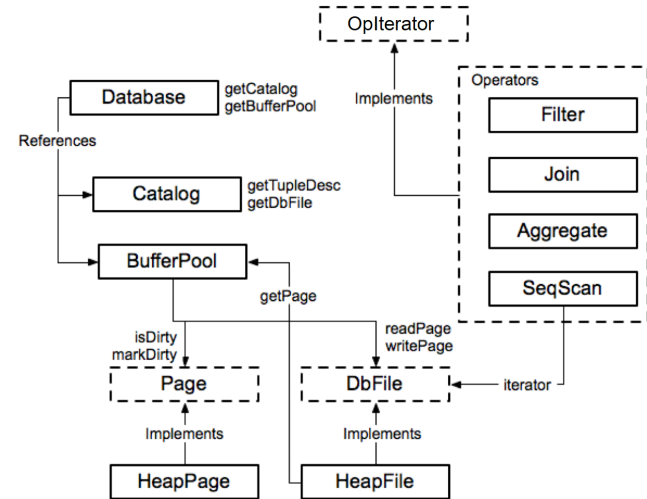 OpIterator
Operators
Implements
Filter
Join
Aggregate
SeqScan
Database
getCatalog
getBufferPool
References
Catalog
getTupleDesc
getDbFile
BufferPool
getPage
isDirty
markDirty
readPage
writePage
Page
DbFile
iterator
Implements
Implements
HeapPage
HeapFile